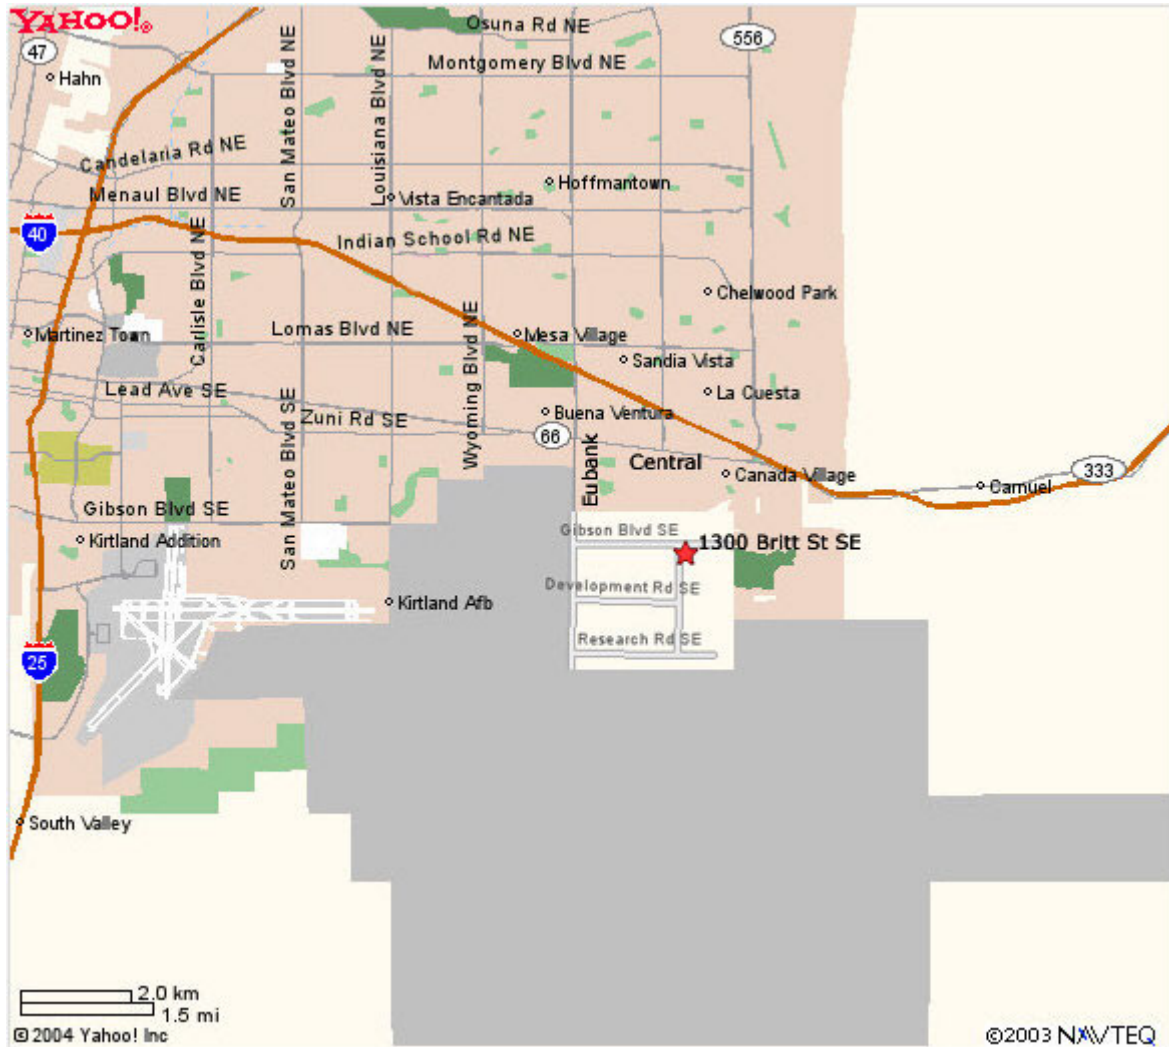 YAHOO!®
Osuna Rd NE
47
556
Hahn
Montgomery Blvd NE
San Mateo Blvd NE
Louisiana Blvd NE
Candelaria Rd NE
Hoffmantown
Menaul Blvd NE
Vista Encantada
40
Indian School Rd NE
Carlisle Blvd NE
Chelwood Park
Martinez Town
Lomas Blvd NE
Wyoming Blvd NE
Mesa Village
Sandia Vista
Lead Ave SE
La Cuesta
Zuni Rd SE
Buena Ventura
San Mateo Blvd SE
Wyoming Blvd SE
66
Eubank
Central
Canada Village
333
Carnuel
Gibson Blvd SE
Gibson Blvd SE
Kirtland Addition
1300 Britt St SE
Development Rd SE
Kirtland Afb
Research Rd SE
25
South Valley
2.0 km
1.5 mi
© 2004 Yahoo! Inc
©2003 NAVTEQ